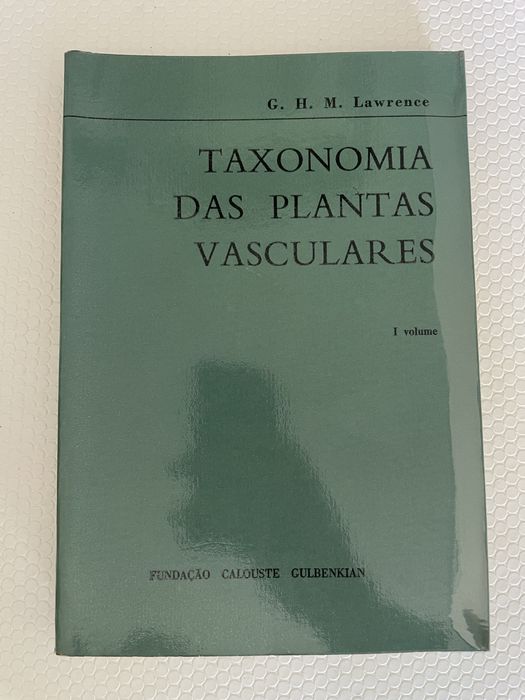 G. H. M. Lawrence
TAXONOMIA
DAS PLANTAS
VASCULARES
I volume
FUNDAÇÃO CALOUSTE GULBENKIAN